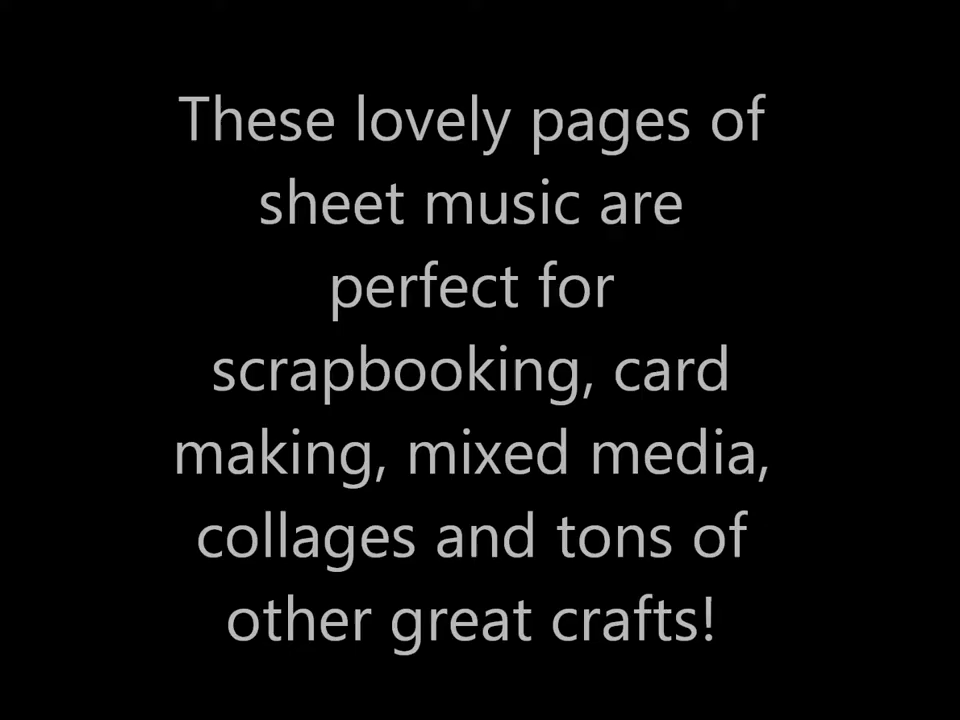 These lovely pages of
sheet music are
perfect for
scrapbooking, card
making, mixed media,
collages and tons of
other great crafts!